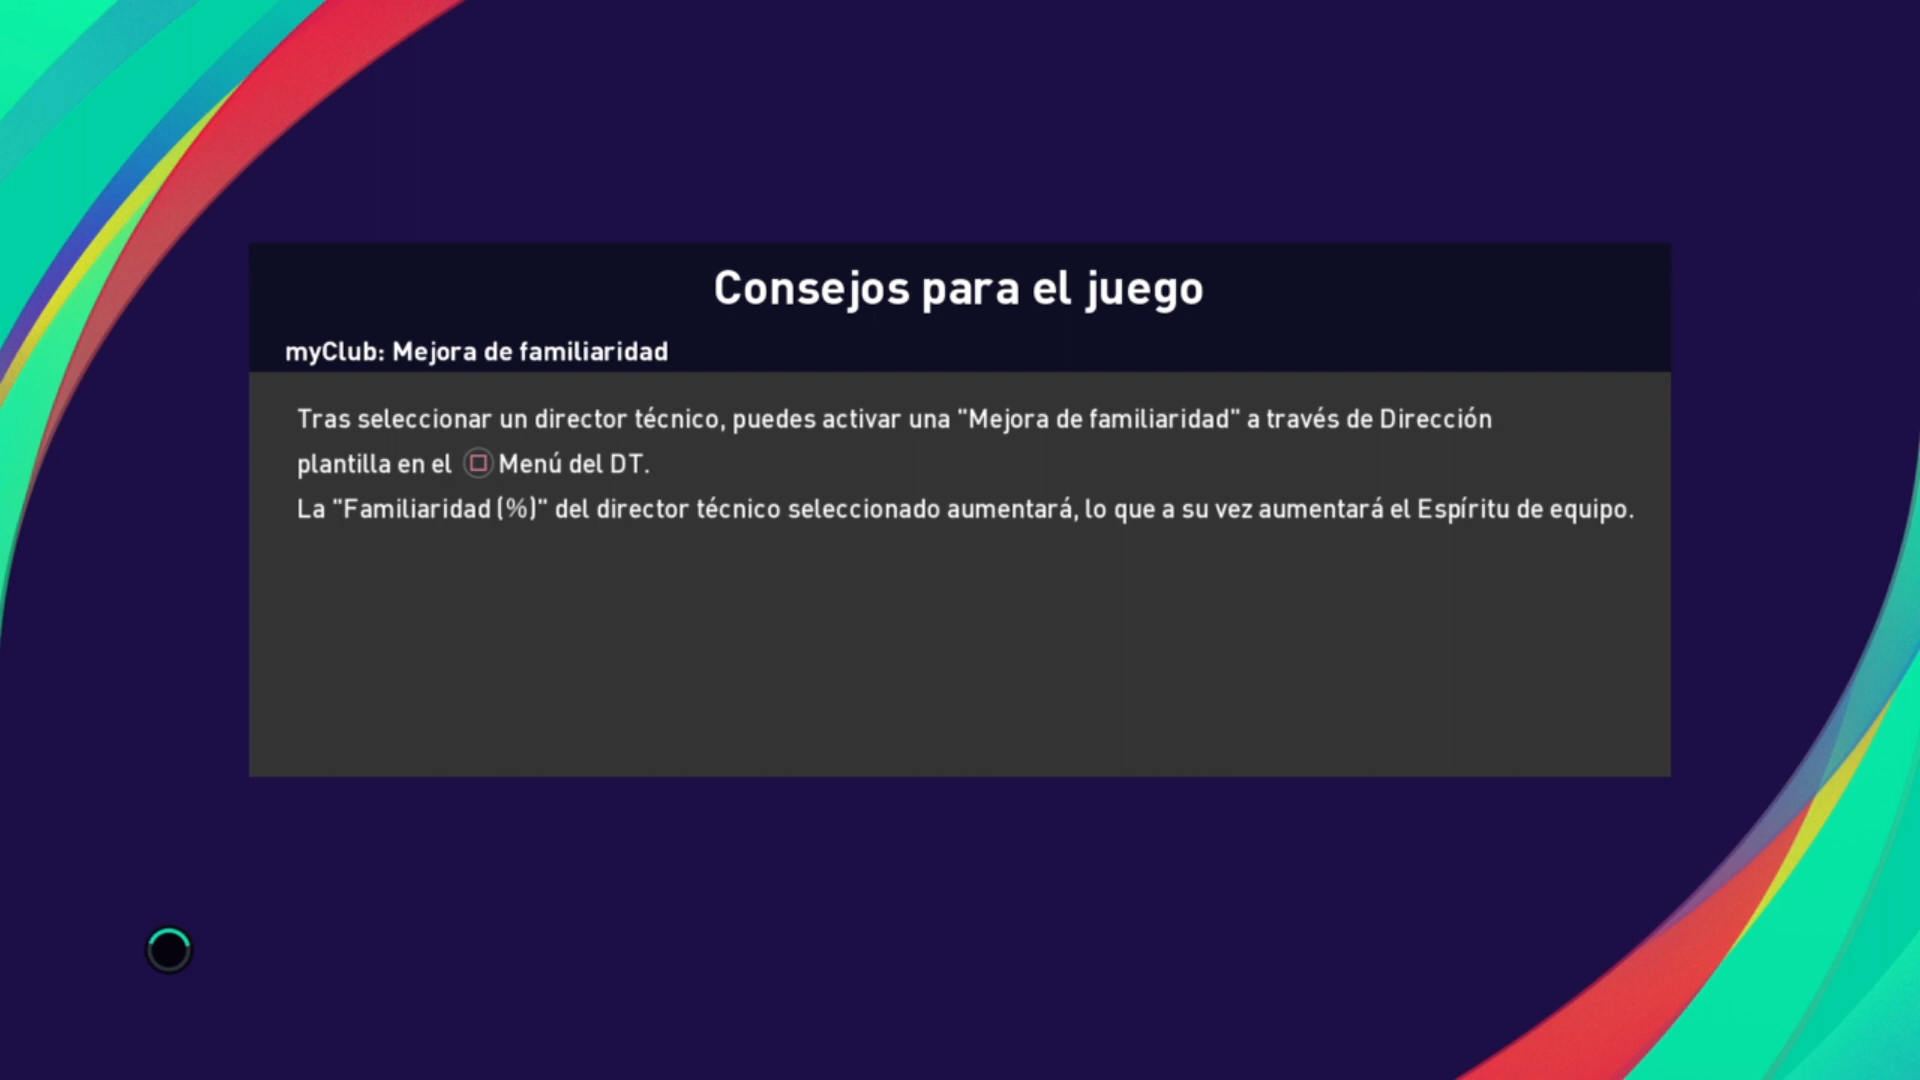 Consejos para el juego
myClub: Mejora de familiaridad
Tras seleccionar un director técnico, puedes activar una "Mejora de familiaridad" a través de Dirección
plantilla en el Menú del DT.
La "Familiaridad (%)" del director técnico seleccionado aumentará, lo que a su vez aumentará el Espíritu de equipo.